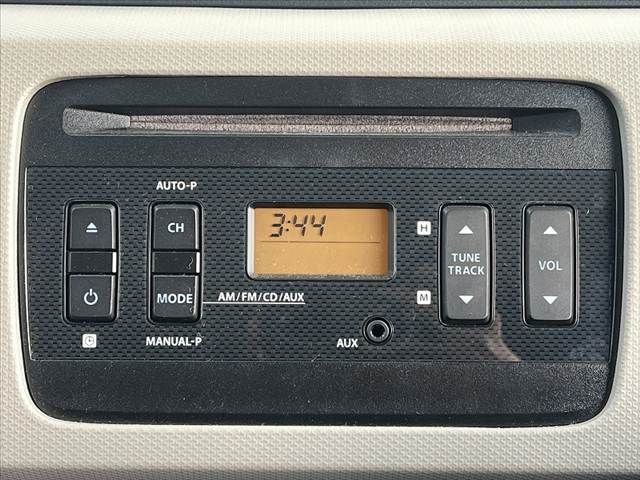 AUTO-P
CH
3:44
H
TUNE
TRACK
VOL
MODE
AM/FM/CD/AUX
M
MANUAL-P
AUX